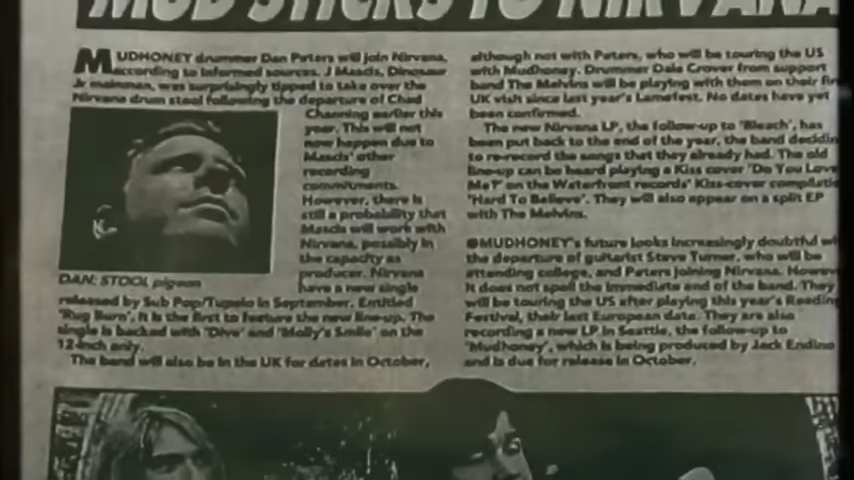 MUD STICKS TO NIRVANA
MUDHONEY drummer Dan Peters will join Nirvana,
according to informed sources. J Mascis, Dinosaur
Jr mainman, was surprisingly tipped to take over the
Nirvana drum stool following the departure of Chad
Channing earlier this
year. This will not
now happen due to
Mascis' other
recording
commitments.
However, there is
still a probability that
Mascis will work with
Nirvana, possibly in
the capacity as
producer. Nirvana
have a new single
DAN: STOOL pigeon
released by Sub Pop/Tupelo in September. Entitled
'Rug Burn', it is the first to feature the new line-up. The
single is backed with 'Dive' and 'Molly's Smile' on the
12-inch only.
The band will also be in the UK for dates in October,
although not with Peters, who will be touring the US
with Mudhoney. Drummer Dale Crover from support
band The Melvins will be playing with them on their
UK visit since last year's Lamefest. No dates have yet
been confirmed.
The new Nirvana LP, the follow-up to 'Bleach', has
been put back to the end of the year, the band
to re-record the songs that they already had. The old
line-up can be heard playing a Kiss cover 'Do You Love
Me?' on the Waterfront records' Kiss-cover
'Hard To Believe'. They will also appear on a split EP
with The Melvins.
●MUDHONEY's future looks increasingly doubtful
the departure of guitarist Steve Turner, who will be
attending college, and Peters joining Nirvana.
it does not spell the immediate end of the band. They
will be touring the US after playing this year's Reading
Festival, their last European date. They are also
recording a new LP in Seattle, the follow-up to
'Mudhoney', which is being produced by Jack Endino
and is due for release in October.